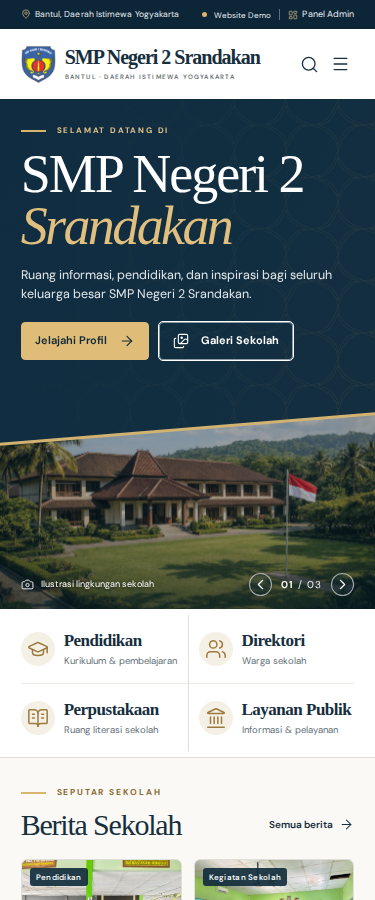 Bantul, Daerah Istimewa Yogyakarta
Website Demo
Panel Admin
SMP Negeri 2 Srandakan
BANTUL · DAERAH ISTIMEWA YOGYAKARTA
SELAMAT DATANG DI
SMP Negeri 2
Srandakan
Ruang informasi, pendidikan, dan inspirasi bagi seluruh
keluarga besar SMP Negeri 2 Srandakan.
Jelajahi Profil
Galeri Sekolah
Ilustrasi lingkungan sekolah
01 / 03
Pendidikan
Kurikulum & pembelajaran
Direktori
Warga sekolah
Perpustakaan
Ruang literasi sekolah
Layanan Publik
Informasi & pelayanan
SEPUTAR SEKOLAH
Berita Sekolah
Semua berita
Pendidikan
Kegiatan Sekolah